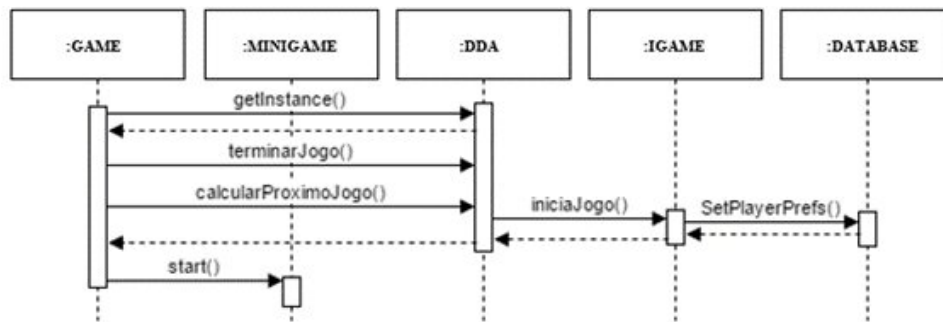 :GAME
:MINIGAME
:DDA
:IGAME
:DATABASE
getInstance()
terminarJogo()
calcularProximoJogo()
iniciaJogo()
SetPlayerPrefs()
start()